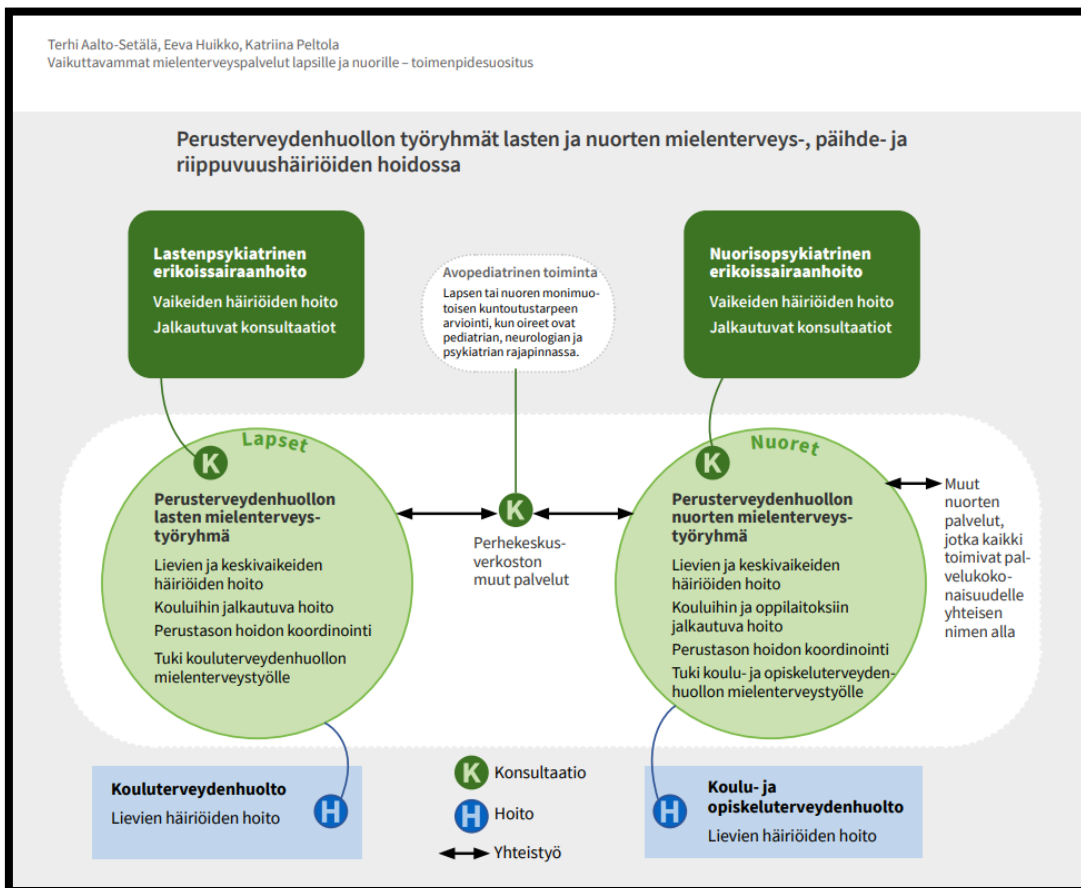 Terhi Aalto-Setälä, Eeva Huikko, Katriina Peltola
Vaikuttavammat mielenterveyspalvelut lapsille ja nuorille – toimenpidesuositus
Perusterveydenhuollon työryhmät lasten ja nuorten mielenterveys-, päihde- ja
riippuvuushäiriöiden hoidossa
Lastenpsykiatrinen
erikoissairaanhoito
Vaikeiden häiriöiden hoito
Jalkautuvat konsultaatiot
Avopediatrinen toiminta
Lapsen tai nuoren monimuo-
toisen kuntoutustarpeen
arviointi, kun oireet ovat
pediatrian, neurologian ja
psykiatrian rajapinnassa.
Nuorisopsykiatrinen
erikoissairaanhoito
Vaikeiden häiriöiden hoito
Jalkautuvat konsultaatiot
Lapset
K
Perusterveydenhuollon
lasten mielenterveys-
työryhmä
Lievien ja keskivaikeiden
häiriöiden hoito
Kouluihin jalkautuva hoito
Perustason hoidon koordinointi
Tuki kouluterveydenhuollon
mielenterveystyölle
K
Perhekeskus-
verkoston
muut palvelut
Nuoret
K
Perusterveydenhuollon
nuorten mielenterveys-
työryhmä
Lievien ja keskivaikeiden
häiriöiden hoito
Kouluihin ja oppilaitoksiin
jalkautuva hoito
Perustason hoidon koordinointi
Tuki koulu- ja opiskeluterveyden-
huollon mielenterveystyölle
Muut
nuorten
palvelut,
jotka kaikki
toimivat pal-
velukoko-
naisuudelle
yhteisen
nimen alla
Kouluterveydenhuolto
Lievien häiriöiden hoito
H
K Konsultaatio
H Hoito
Yhteistyö
H
Koulu- ja
opiskeluterveydenhuolto
Lievien häiriöiden hoito